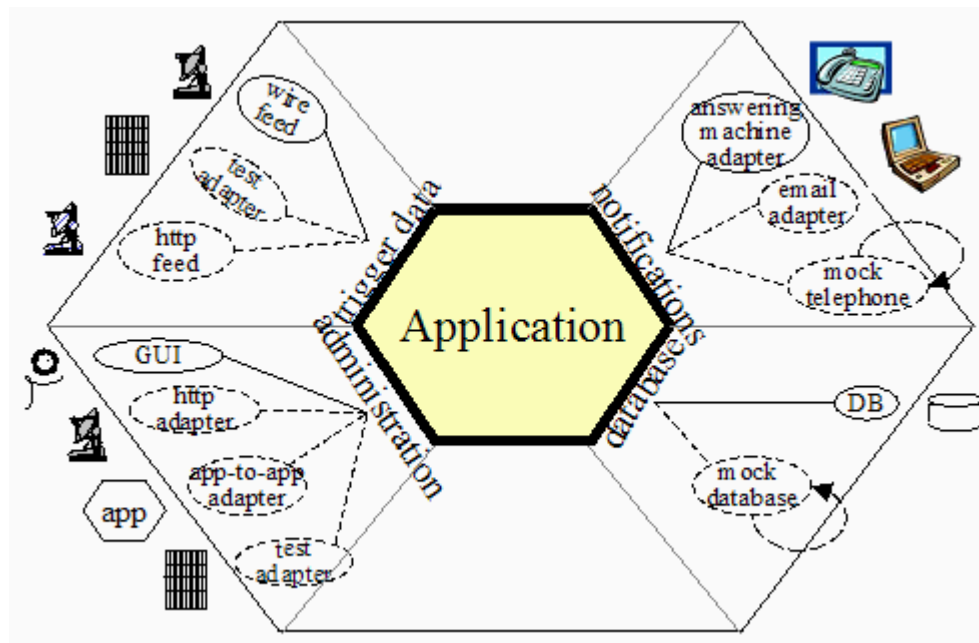 wire
feed
test
adapter
http
feed
trigger data
answering
machine
adapter
email
adapter
mock
telephone
notifications
Application
GUI
http
adapter
app-to-app
adapter
test
adapter
administration
app
DB
mock
database
database